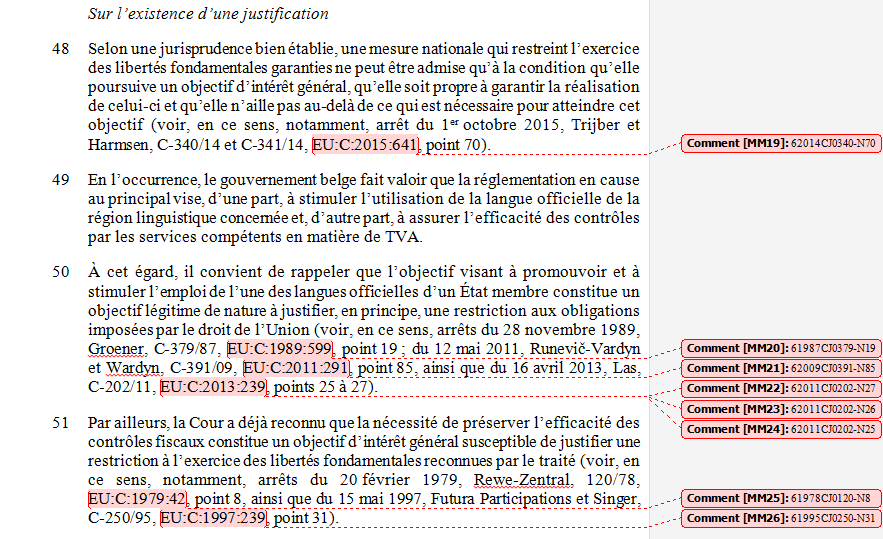 Sur l’existence d’une justification
48 Selon une jurisprudence bien établie, une mesure nationale qui restreint l’exercice
des libertés fondamentales garanties ne peut être admise qu’à la condition qu’elle
poursuive un objectif d’intérêt général, qu’elle soit propre à garantir la réalisation
de celui-ci et qu’elle n’aille pas au-delà de ce qui est nécessaire pour atteindre cet
objectif (voir, en ce sens, notamment, arrêt du 1er octobre 2015, Trijber et
Harmsen, C-340/14 et C-341/14, EU:C:2015:641, point 70).
Comment [MM19]: 62014CJ0340-N70
49 En l’occurrence, le gouvernement belge fait valoir que la réglementation en cause
au principal vise, d’une part, à stimuler l’utilisation de la langue officielle de la
région linguistique concernée et, d’autre part, à assurer l’efficacité des contrôles
par les services compétents en matière de TVA.
50 À cet égard, il convient de rappeler que l’objectif visant à promouvoir et à
stimuler l’emploi de l’une des langues officielles d’un État membre constitue un
objectif légitime de nature à justifier, en principe, une restriction aux obligations
imposées par le droit de l’Union (voir, en ce sens, arrêts du 28 novembre 1989,
Groener, C-379/87, EU:C:1989:599, point 19 ; du 12 mai 2011, Runevič-Vardyn
et Wardyn, C-391/09, EU:C:2011:291, point 85, ainsi que du 16 avril 2013, Las,
C-202/11, EU:C:2013:239, points 25 à 27).
Comment [MM20]: 61987CJ0379-N19
Comment [MM21]: 62009CJ0391-N85
Comment [MM22]: 62011CJ0202-N27
Comment [MM23]: 62011CJ0202-N26
Comment [MM24]: 62011CJ0202-N25
51 Par ailleurs, la Cour a déjà reconnu que la nécessité de préserver l’efficacité des
contrôles fiscaux constitue un objectif d’intérêt général susceptible de justifier une
restriction à l’exercice des libertés fondamentales reconnues par le traité (voir, en
ce sens, notamment, arrêts du 20 février 1979, Rewe-Zentral, 120/78,
EU:C:1979:42, point 8, ainsi que du 15 mai 1997, Futura Participations et Singer,
C-250/95, EU:C:1997:239, point 31).
Comment [MM25]: 61978CJ0120-N8
Comment [MM26]: 61995CJ0250-N31